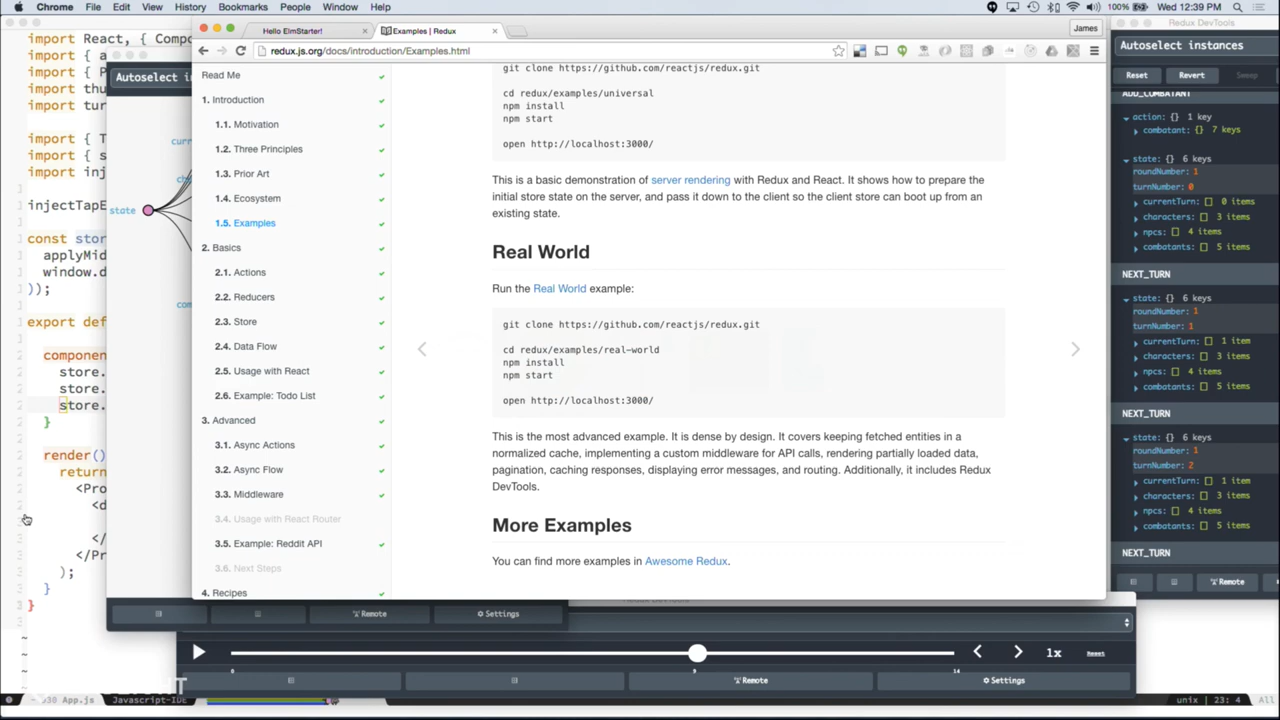 Chrome File Edit View History Bookmarks People Window Help
100% Wed 12:39 PM
Hello ElmStarter!
Examples | Redux
James
redux.js.org/docs/introduction/Examples.html
Read Me
1. Introduction
1.1. Motivation
1.2. Three Principles
1.3. Prior Art
1.4. Ecosystem
1.5. Examples
2. Basics
2.1. Actions
2.2. Reducers
2.3. Store
2.4. Data Flow
2.5. Usage with React
2.6. Example: Todo List
3. Advanced
3.1. Async Actions
3.2. Async Flow
3.3. Middleware
3.4. Usage with React Router
3.5. Example: Reddit API
3.6. Next Steps
4. Recipes
git clone https://github.com/reactjs/redux.git
cd redux/examples/universal
npm install
npm start
open http://localhost:3000/
This is a basic demonstration of server rendering with Redux and React. It shows how to prepare the
initial store state on the server, and pass it down to the client so the client store can boot up from an
existing state.
Real World
Run the Real World example:
git clone https://github.com/reactjs/redux.git
cd redux/examples/real-world
npm install
npm start
open http://localhost:3000/
This is the most advanced example. It is dense by design. It covers keeping fetched entities in a
normalized cache, implementing a custom middleware for API calls, rendering partially loaded data,
pagination, caching responses, displaying error messages, and routing. Additionally, it includes Redux
DevTools.
More Examples
You can find more examples in Awesome Redux.
import React, { Compo
import { a
import { P
import thu
import tur
import { T
import { s
import inj
injectTapE
const stor
applyMid
window.d
));
export def
componen
store.
store.
store.
}
render()
return
<Pro
<d
</
</Pr
);
}
}
~
~
~
~
App.js
Javascript-IDE
unix | 23: 4
All
Autoselect in
state
Remote
Settings
Redux DevTools
Autoselect instances
Reset Revert Sweep
ADD_COMBATANT
action: {} 1 key
combatant: {} 7 keys
state: {} 6 keys
roundNumber: 1
turnNumber: 0
currentTurn: [] 0 items
characters: [] 3 items
npcs: [] 4 items
combatants: [] 5 items
NEXT_TURN
state: {} 6 keys
roundNumber: 1
turnNumber: 1
currentTurn: [] 1 item
characters: [] 3 items
npcs: [] 4 items
combatants: [] 5 items
NEXT_TURN
state: {} 6 keys
roundNumber: 1
turnNumber: 2
currentTurn: [] 1 item
characters: [] 3 items
npcs: [] 4 items
combatants: [] 5 items
NEXT_TURN
Remote
1x
Reset
0 9 14
Remote
Settings